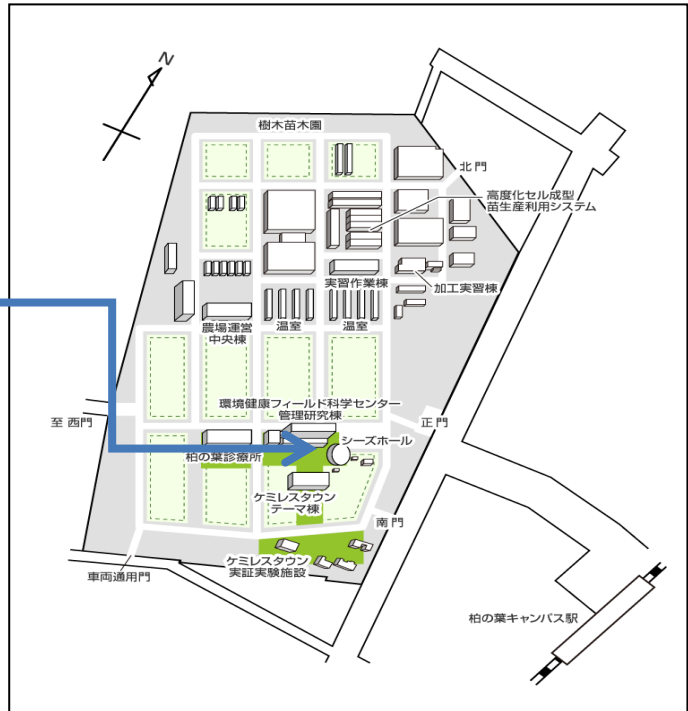 N
樹木苗木園
北門
高度化セル成型
苗生産利用システム
実習作業棟
加工実習棟
農場運営
中央棟
温室
温室
環境健康フィールド科学センター
管理研究棟
至 西門
正門
シーズホール
柏の葉診療所
ケミレスタウン
テーマ棟
南門
ケミレスタウン
実証実験施設
車両通用門
柏の葉キャンパス駅